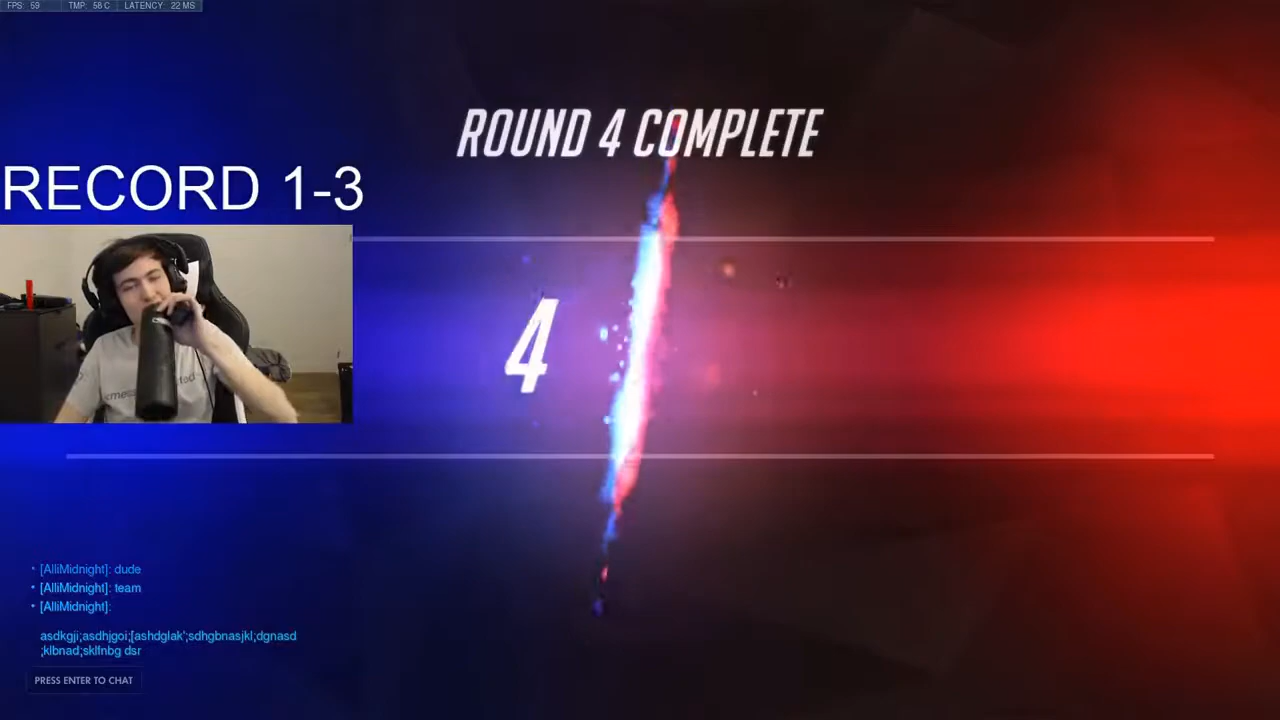 FPS: 59 TMP: 58 C LATENCY: 22 MS
ROUND 4 COMPLETE
RECORD 1-3
4
[AlliMidnight]: dude
[AlliMidnight]: team
[AlliMidnight]:
asdkgji;asdhjgoi;[ashdglak';sdhgbnasjkl;dgnasd
;klbnad;sklfnbg dsr
PRESS ENTER TO CHAT